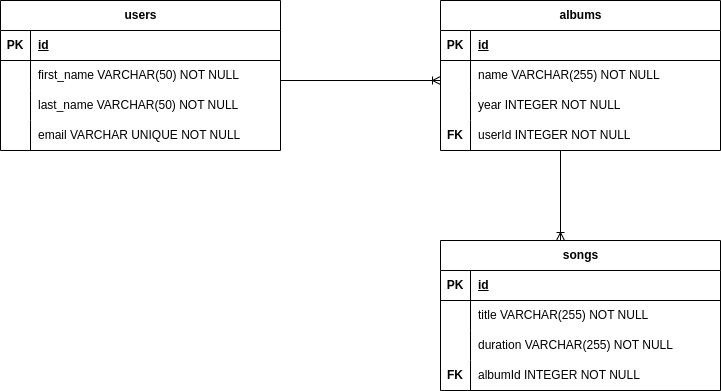 users
PK id
first_name VARCHAR(50) NOT NULL
last_name VARCHAR(50) NOT NULL
email VARCHAR UNIQUE NOT NULL
albums
PK id
name VARCHAR(255) NOT NULL
year INTEGER NOT NULL
FK userId INTEGER NOT NULL
songs
PK id
title VARCHAR(255) NOT NULL
duration VARCHAR(255) NOT NULL
FK albumId INTEGER NOT NULL